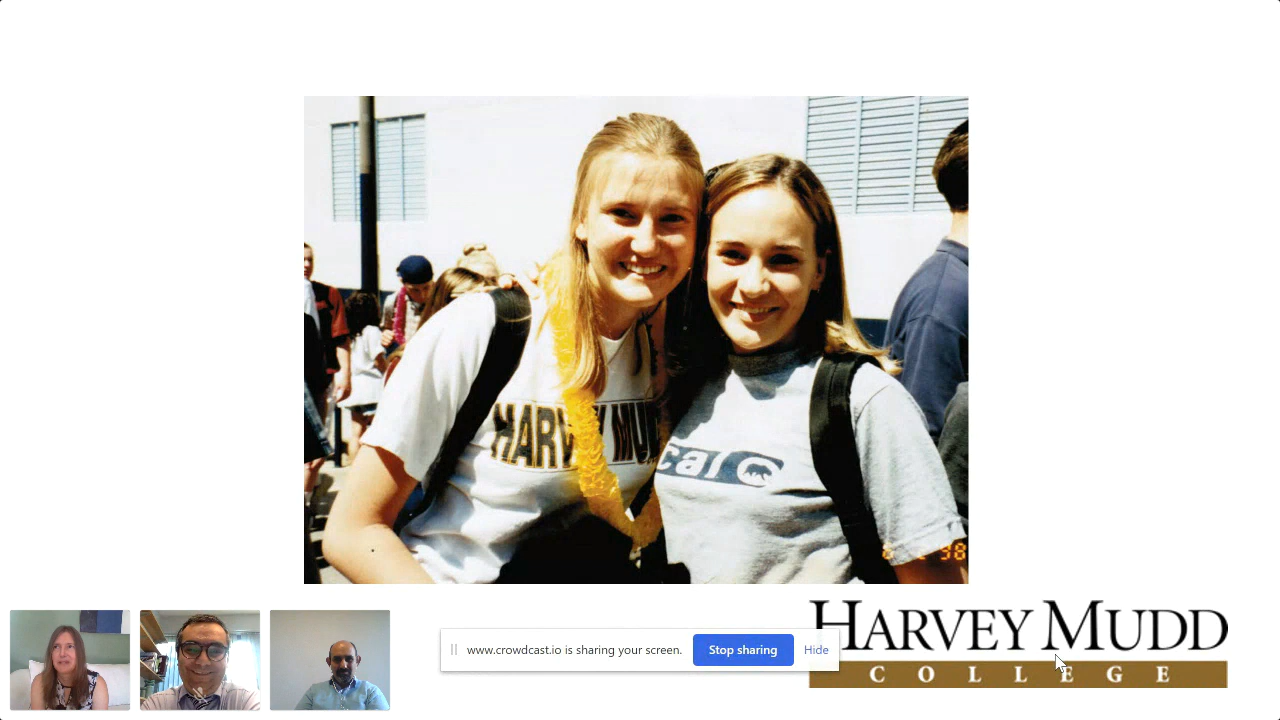 HARVEY MUDD
cal
98
www.crowdcast.io is sharing your screen.
Stop sharing
Hide
HARVEY MUDD
COLLEGE